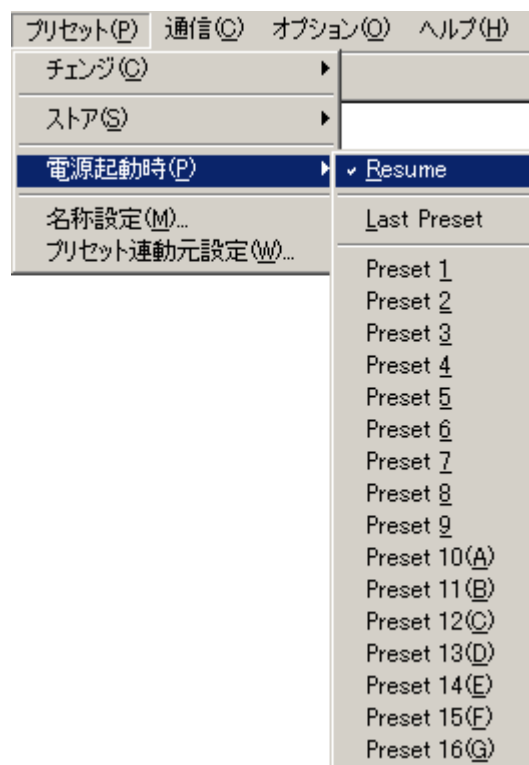 プリセット(P) 通信(C) オプション(O) ヘルプ(H)
チェンジ(C)
ストア(S)
電源起動時(P)
名称設定(M)...
プリセット連動元設定(W)...
Resume
Last Preset
Preset 1
Preset 2
Preset 3
Preset 4
Preset 5
Preset 6
Preset 7
Preset 8
Preset 9
Preset 10(A)
Preset 11(B)
Preset 12(C)
Preset 13(D)
Preset 14(E)
Preset 15(F)
Preset 16(G)